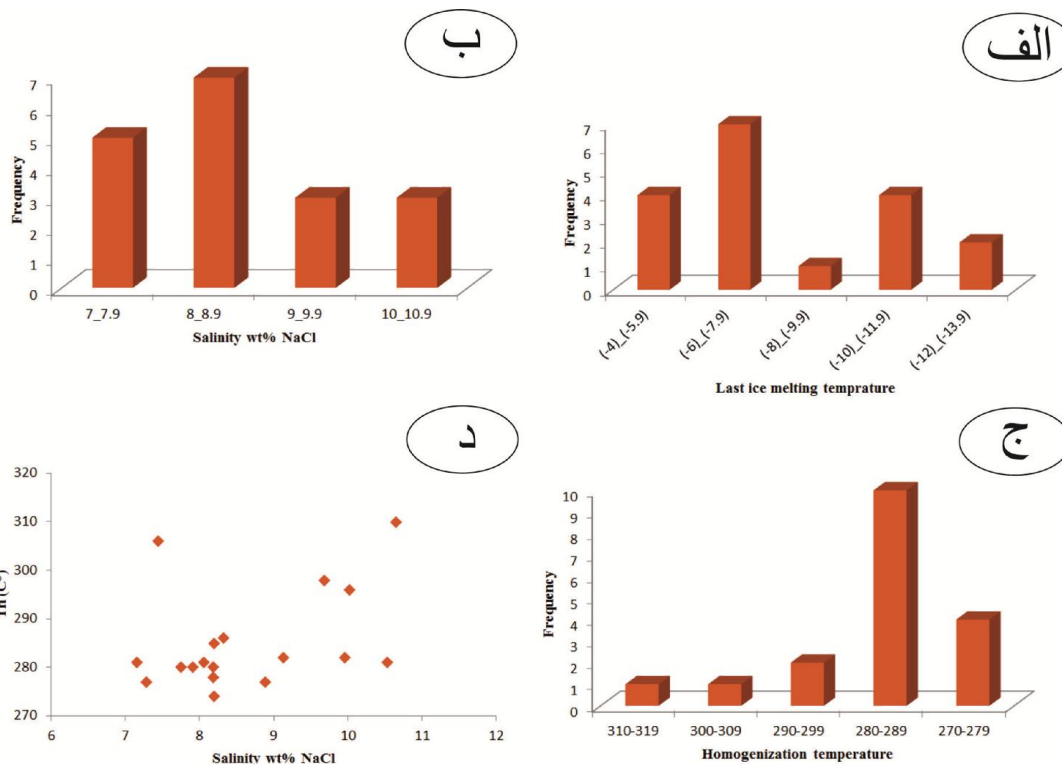 ب
7
6
5
4
3
2
1
0
Frequency
7_7.9 8_8.9 9_9.9 10_10.9
Salinity wt% NaCl
الف
7
6
5
4
3
2
1
0
Frequency
(-4)_(-5.9) (-6)_(-7.9) (-8)_(-9.9) (-10)_(-11.9) (-12)_(-13.9)
Last ice melting temprature
د
320
310
300
290
280
270
(C°)
6 7 8 9 10 11 12
Salinity wt% NaCl
ج
10
9
8
7
6
5
4
3
2
1
0
Frequency
310-319 300-309 290-299 280-289 270-279
Homogenization temperature